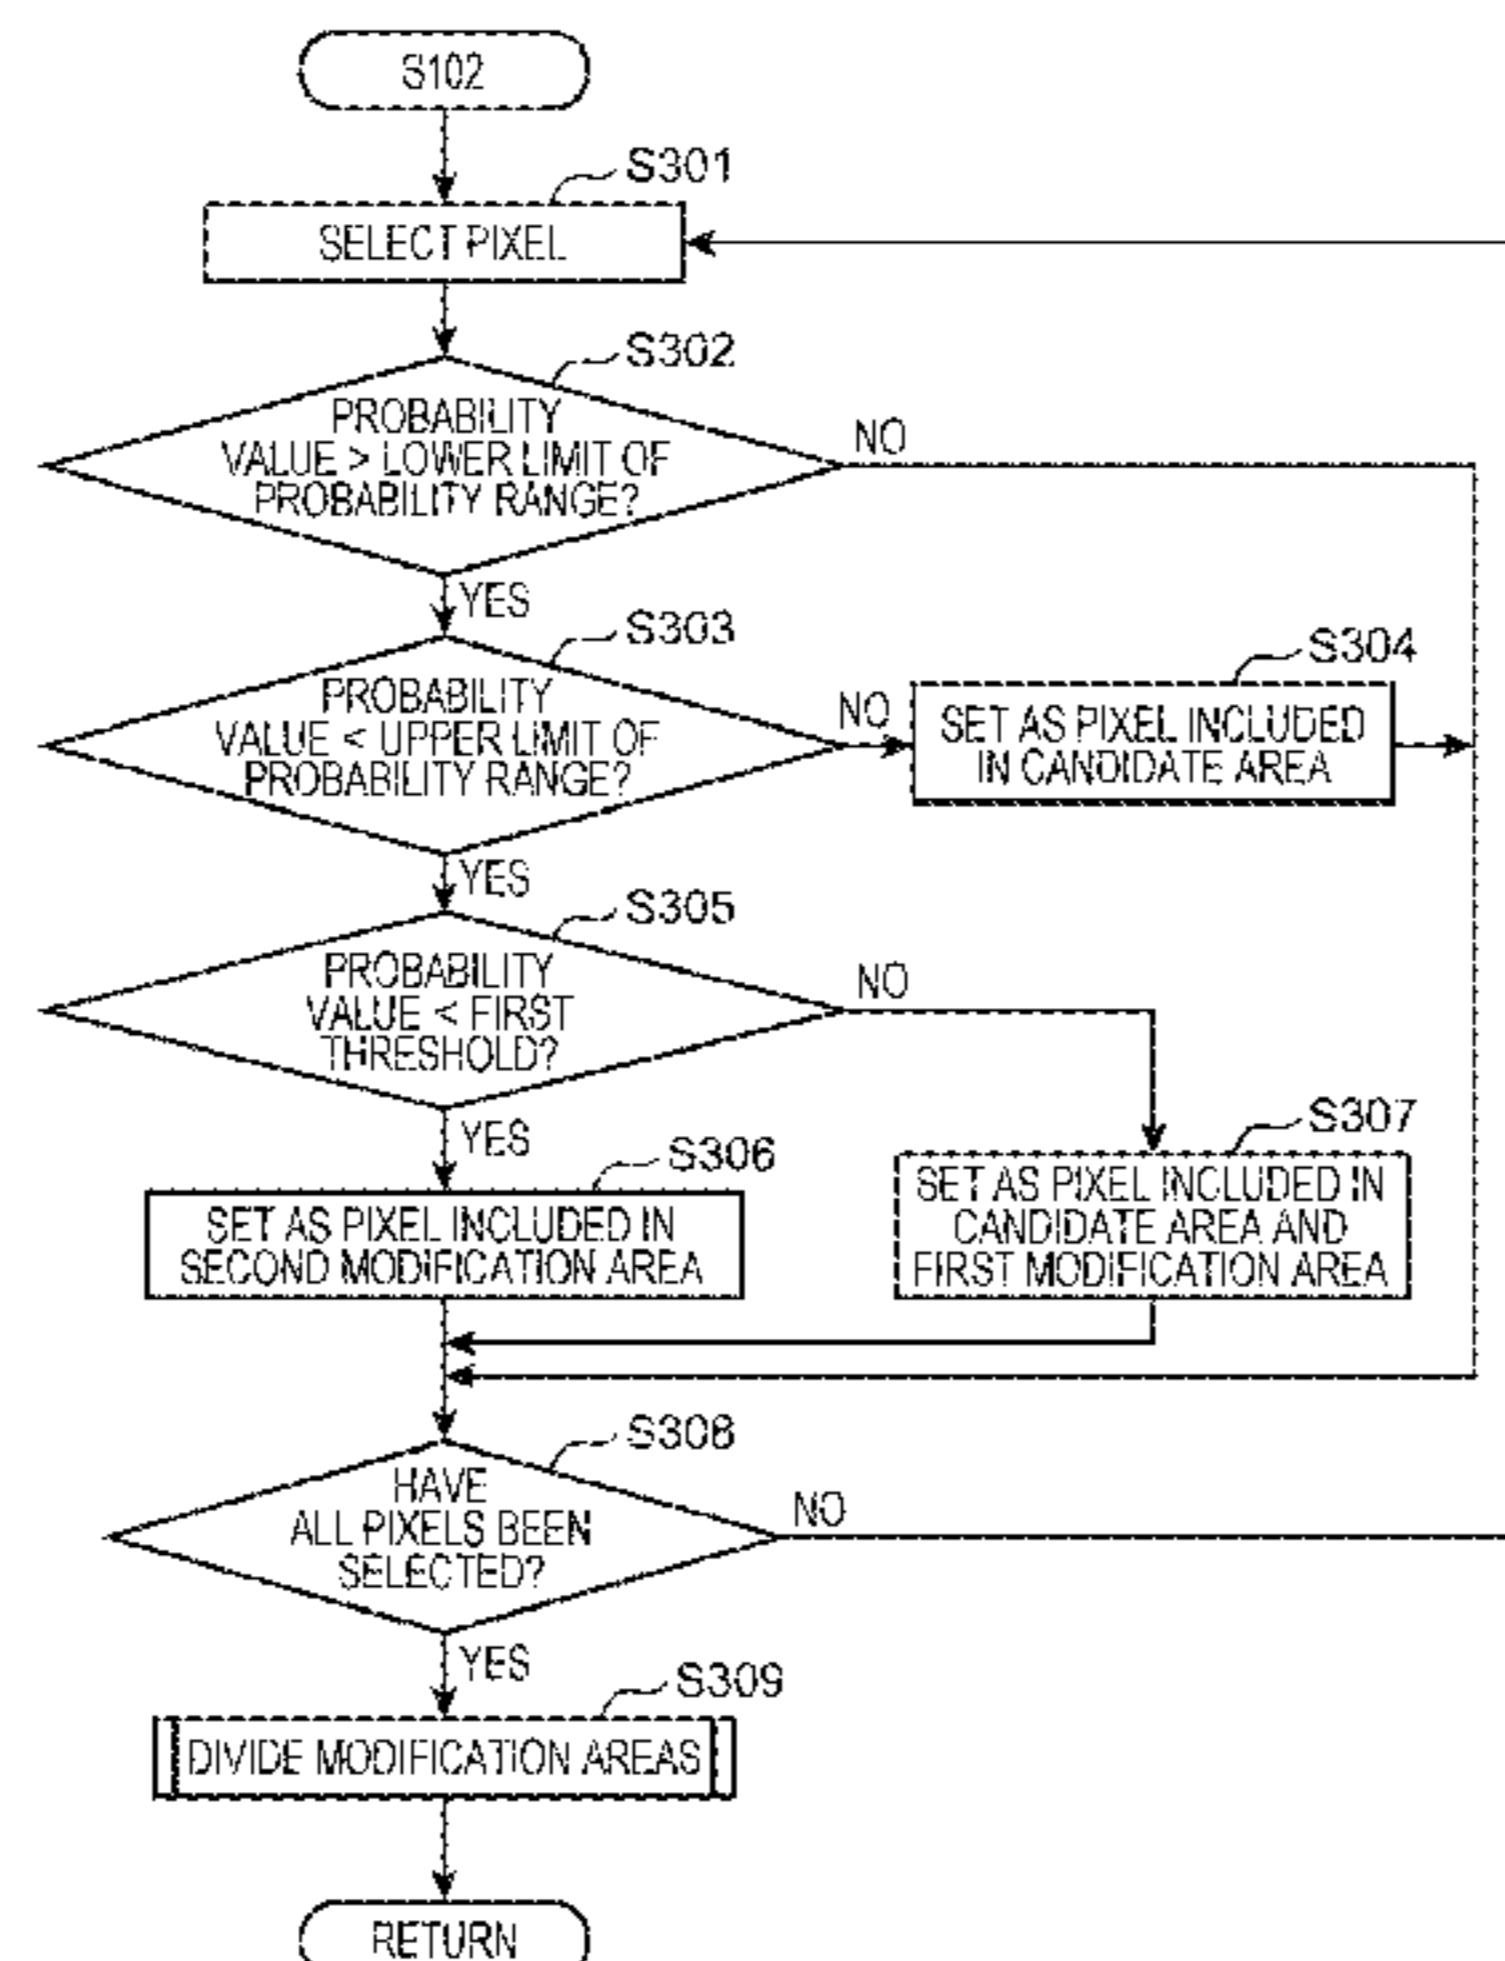 S102
S301
SELECT PIXEL
S302
PROBABILITY
VALUE > LOWER LIMIT OF
PROBABILITY RANGE?
NO
YES
S303
PROBABILITY
VALUE < UPPER LIMIT OF
PROBABILITY RANGE?
NO
S304
SET AS PIXEL INCLUDED
IN CANDIDATE AREA
YES
S305
PROBABILITY
VALUE < FIRST
THRESHOLD?
NO
YES
S306
SET AS PIXEL INCLUDED IN
SECOND MODIFICATION AREA
S307
SET AS PIXEL INCLUDED IN
CANDIDATE AREA AND
FIRST MODIFICATION AREA
S308
HAVE
ALL PIXELS BEEN
SELECTED?
NO
YES
S309
DIVIDE MODIFICATION AREAS
RETURN